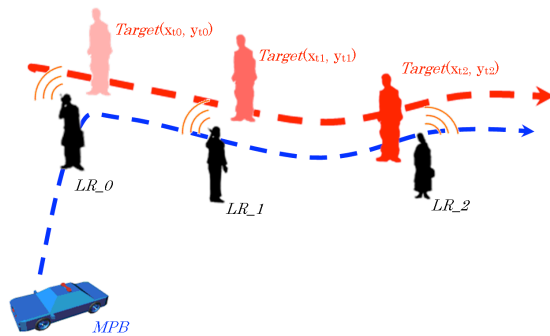 Target(xt0, yt0)
Target(xt1, yt1)
Target(xt2, yt2)
LR_0
LR_1
LR_2
MPB